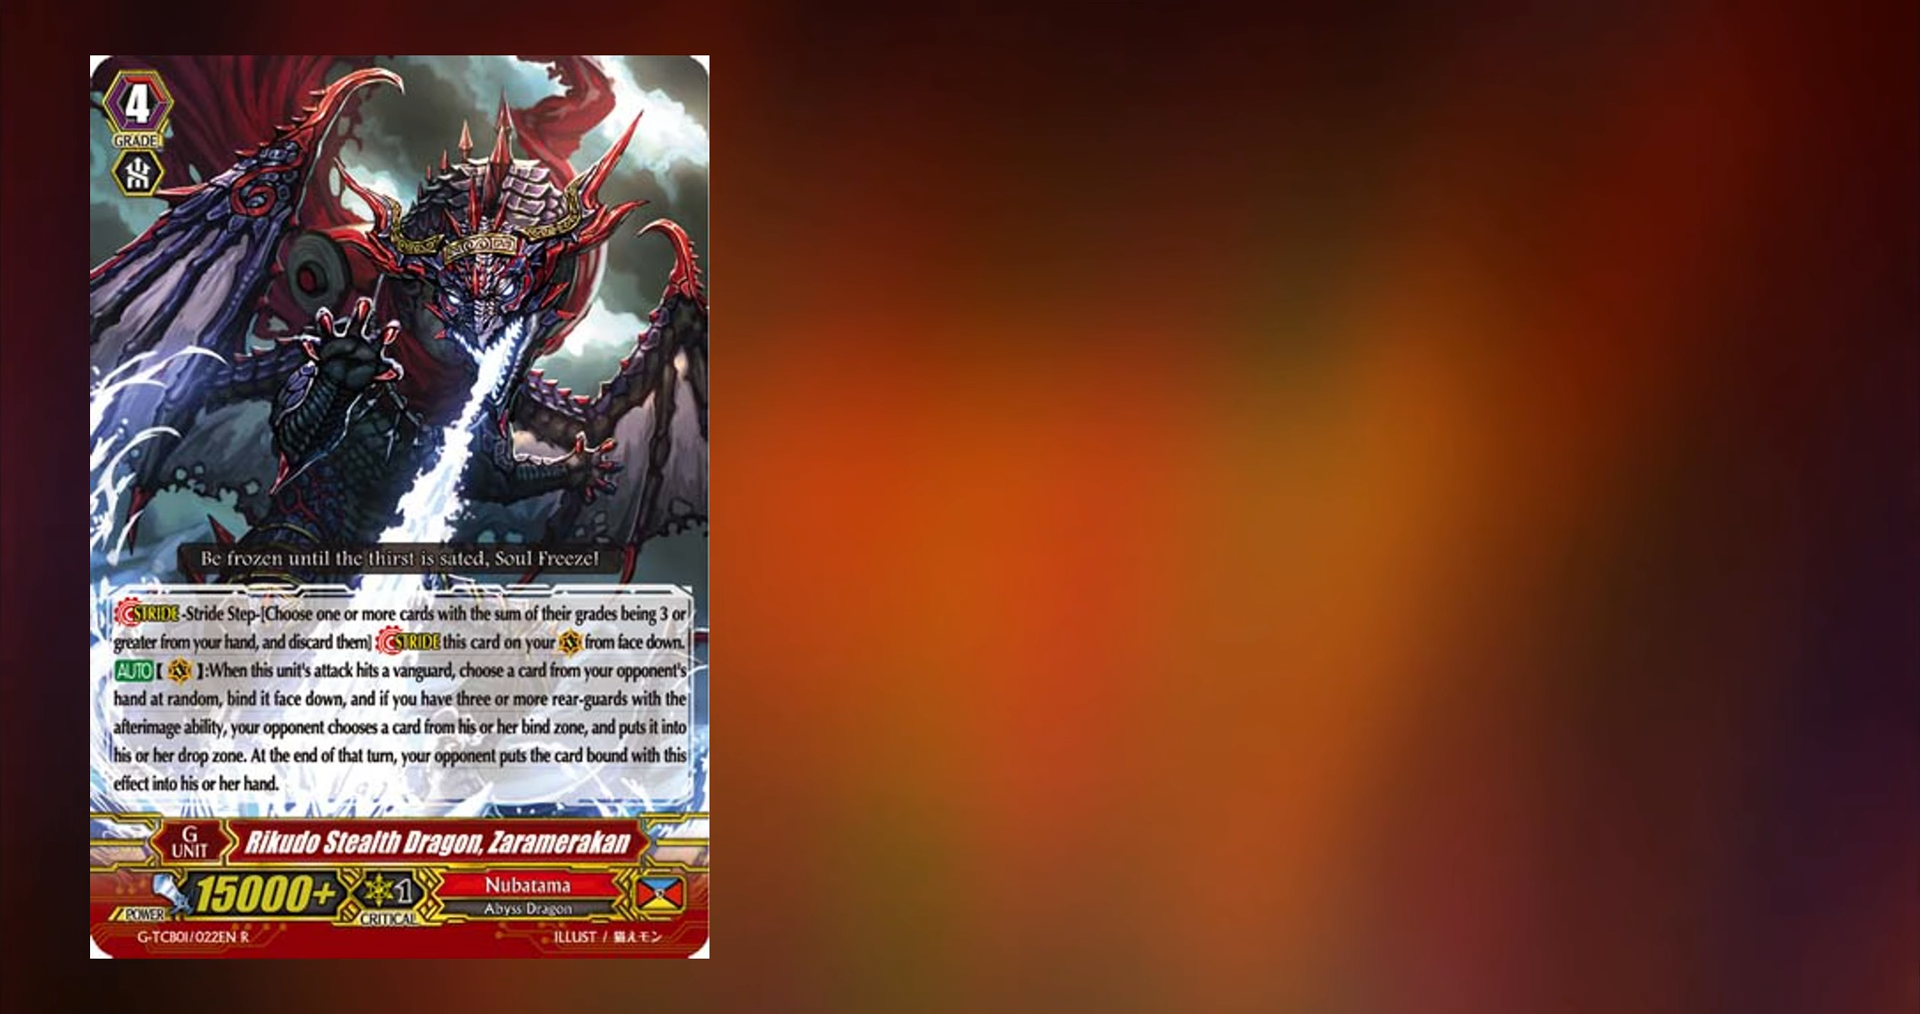 4
GRADE
Be frozen until the thirst is sated, Soul Freeze!
STRIDE-Stride Step-[Choose one or more cards with the sum of their grades being 3 or
greater from your hand, and discard them] STRIDE this card on your from face down.
AUTO【 】:When this unit's attack hits a vanguard, choose a card from your opponent's
hand at random, bind it face down, and if you have three or more rear-guards with the
afterimage ability, your opponent chooses a card from his or her bind zone, and puts it into
his or her drop zone. At the end of that turn, your opponent puts the card bound with this
effect into his or her hand.
G UNIT
Rikudo Stealth Dragon, Zaramerakan
POWER 15000+
1 CRITICAL
Nubatama
Abyss Dragon
G-TCB01/022EN R
ILLUST / 猫えモン